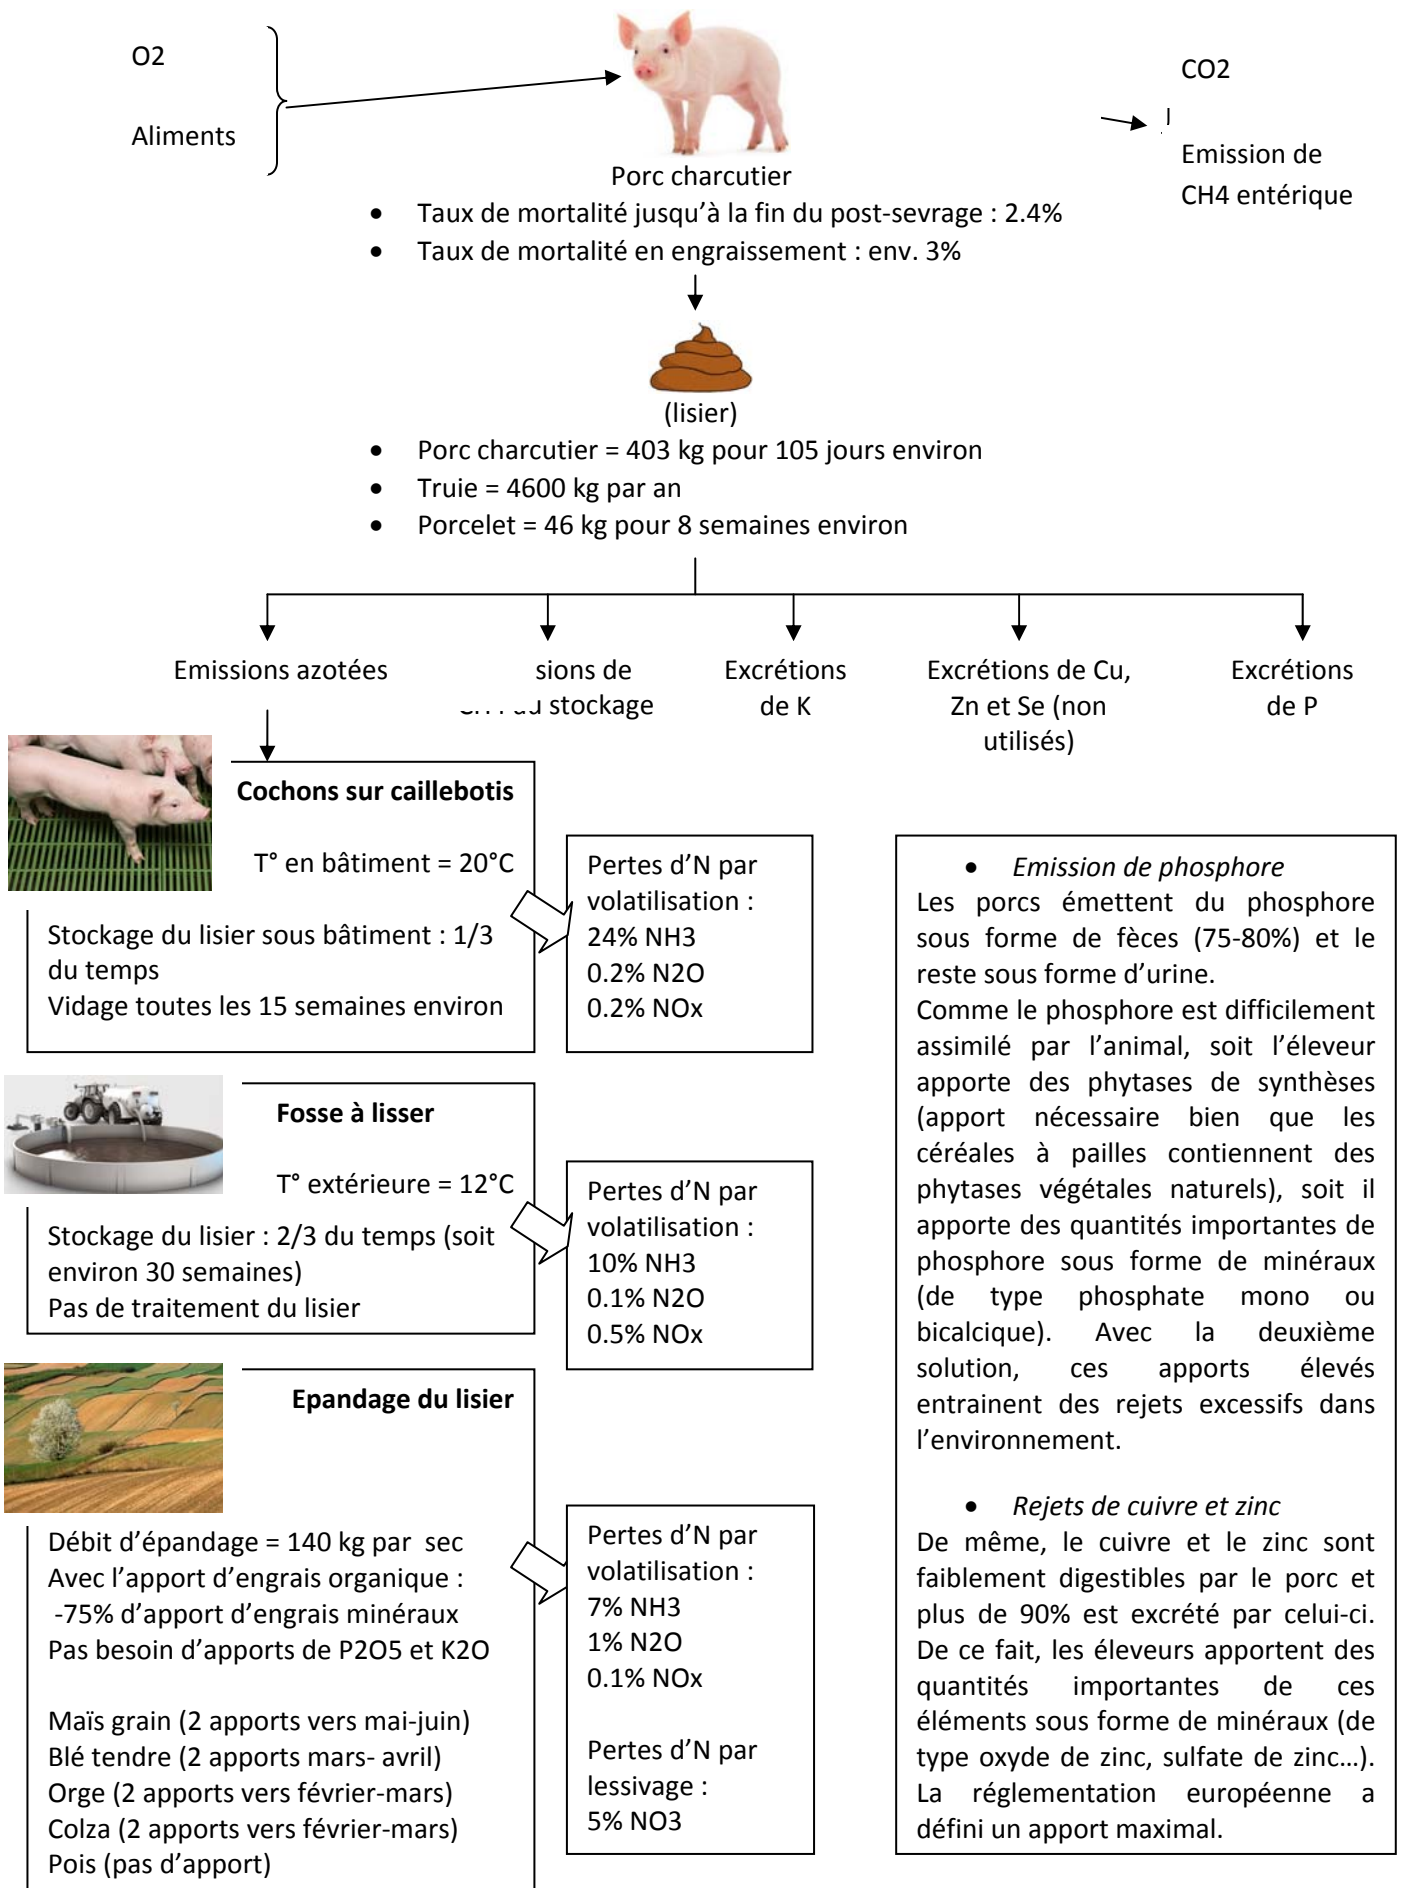 O2
Aliments
CO2
Emission de
CH4 entérique
Porc charcutier
• Taux de mortalité jusqu'à la fin du post-sevrage : 2.4%
• Taux de mortalité en engraissement : env. 3%
(lisier)
• Porc charcutier = 403 kg pour 105 jours environ
• Truie = 4600 kg par an
• Porcelet = 46 kg pour 8 semaines environ
Emissions azotées
sions de
du stockage
Excrétions
de K
Excrétions de Cu,
Zn et Se (non
utilisés)
Excrétions
de P
Cochons sur caillebotis
T° en bâtiment = 20°C
Stockage du lisier sous bâtiment : 1/3
du temps
Vidage toutes les 15 semaines environ
Pertes d'N par
volatilisation :
24% NH3
0.2% N2O
0.2% NOx
Fosse à lisser
T° extérieure = 12°C
Stockage du lisier : 2/3 du temps (soit
environ 30 semaines)
Pas de traitement du lisier
Pertes d'N par
volatilisation :
10% NH3
0.1% N2O
0.5% NOx
Epandage du lisier
Débit d'épandage = 140 kg par sec
Avec l'apport d'engrais organique :
-75% d'apport d'engrais minéraux
Pas besoin d'apports de P2O5 et K2O
Maïs grain (2 apports vers mai-juin)
Blé tendre (2 apports mars- avril)
Orge (2 apports vers février-mars)
Colza (2 apports vers février-mars)
Pois (pas d'apport)
Pertes d'N par
volatilisation :
7% NH3
1% N2O
0.1% NOx
Pertes d'N par
lessivage :
5% NO3
• Emission de phosphore
Les porcs émettent du phosphore
sous forme de fèces (75-80%) et le
reste sous forme d'urine.
Comme le phosphore est difficilement
assimilé par l'animal, soit l'éleveur
apporte des phytases de synthèses
(apport nécessaire bien que les
céréales à pailles contiennent des
phytases végétales naturels), soit il
apporte des quantités importantes de
phosphore sous forme de minéraux
(de type phosphate mono ou
bicalcique). Avec la deuxième
solution, ces apports élevés
entrainent des rejets excessifs dans
l'environnement.
• Rejets de cuivre et zinc
De même, le cuivre et le zinc sont
faiblement digestibles par le porc et
plus de 90% est excrété par celui-ci.
De ce fait, les éleveurs apportent des
quantités importantes de ces
éléments sous forme de minéraux (de
type oxyde de zinc, sulfate de zinc…).
La réglementation européenne a
défini un apport maximal.